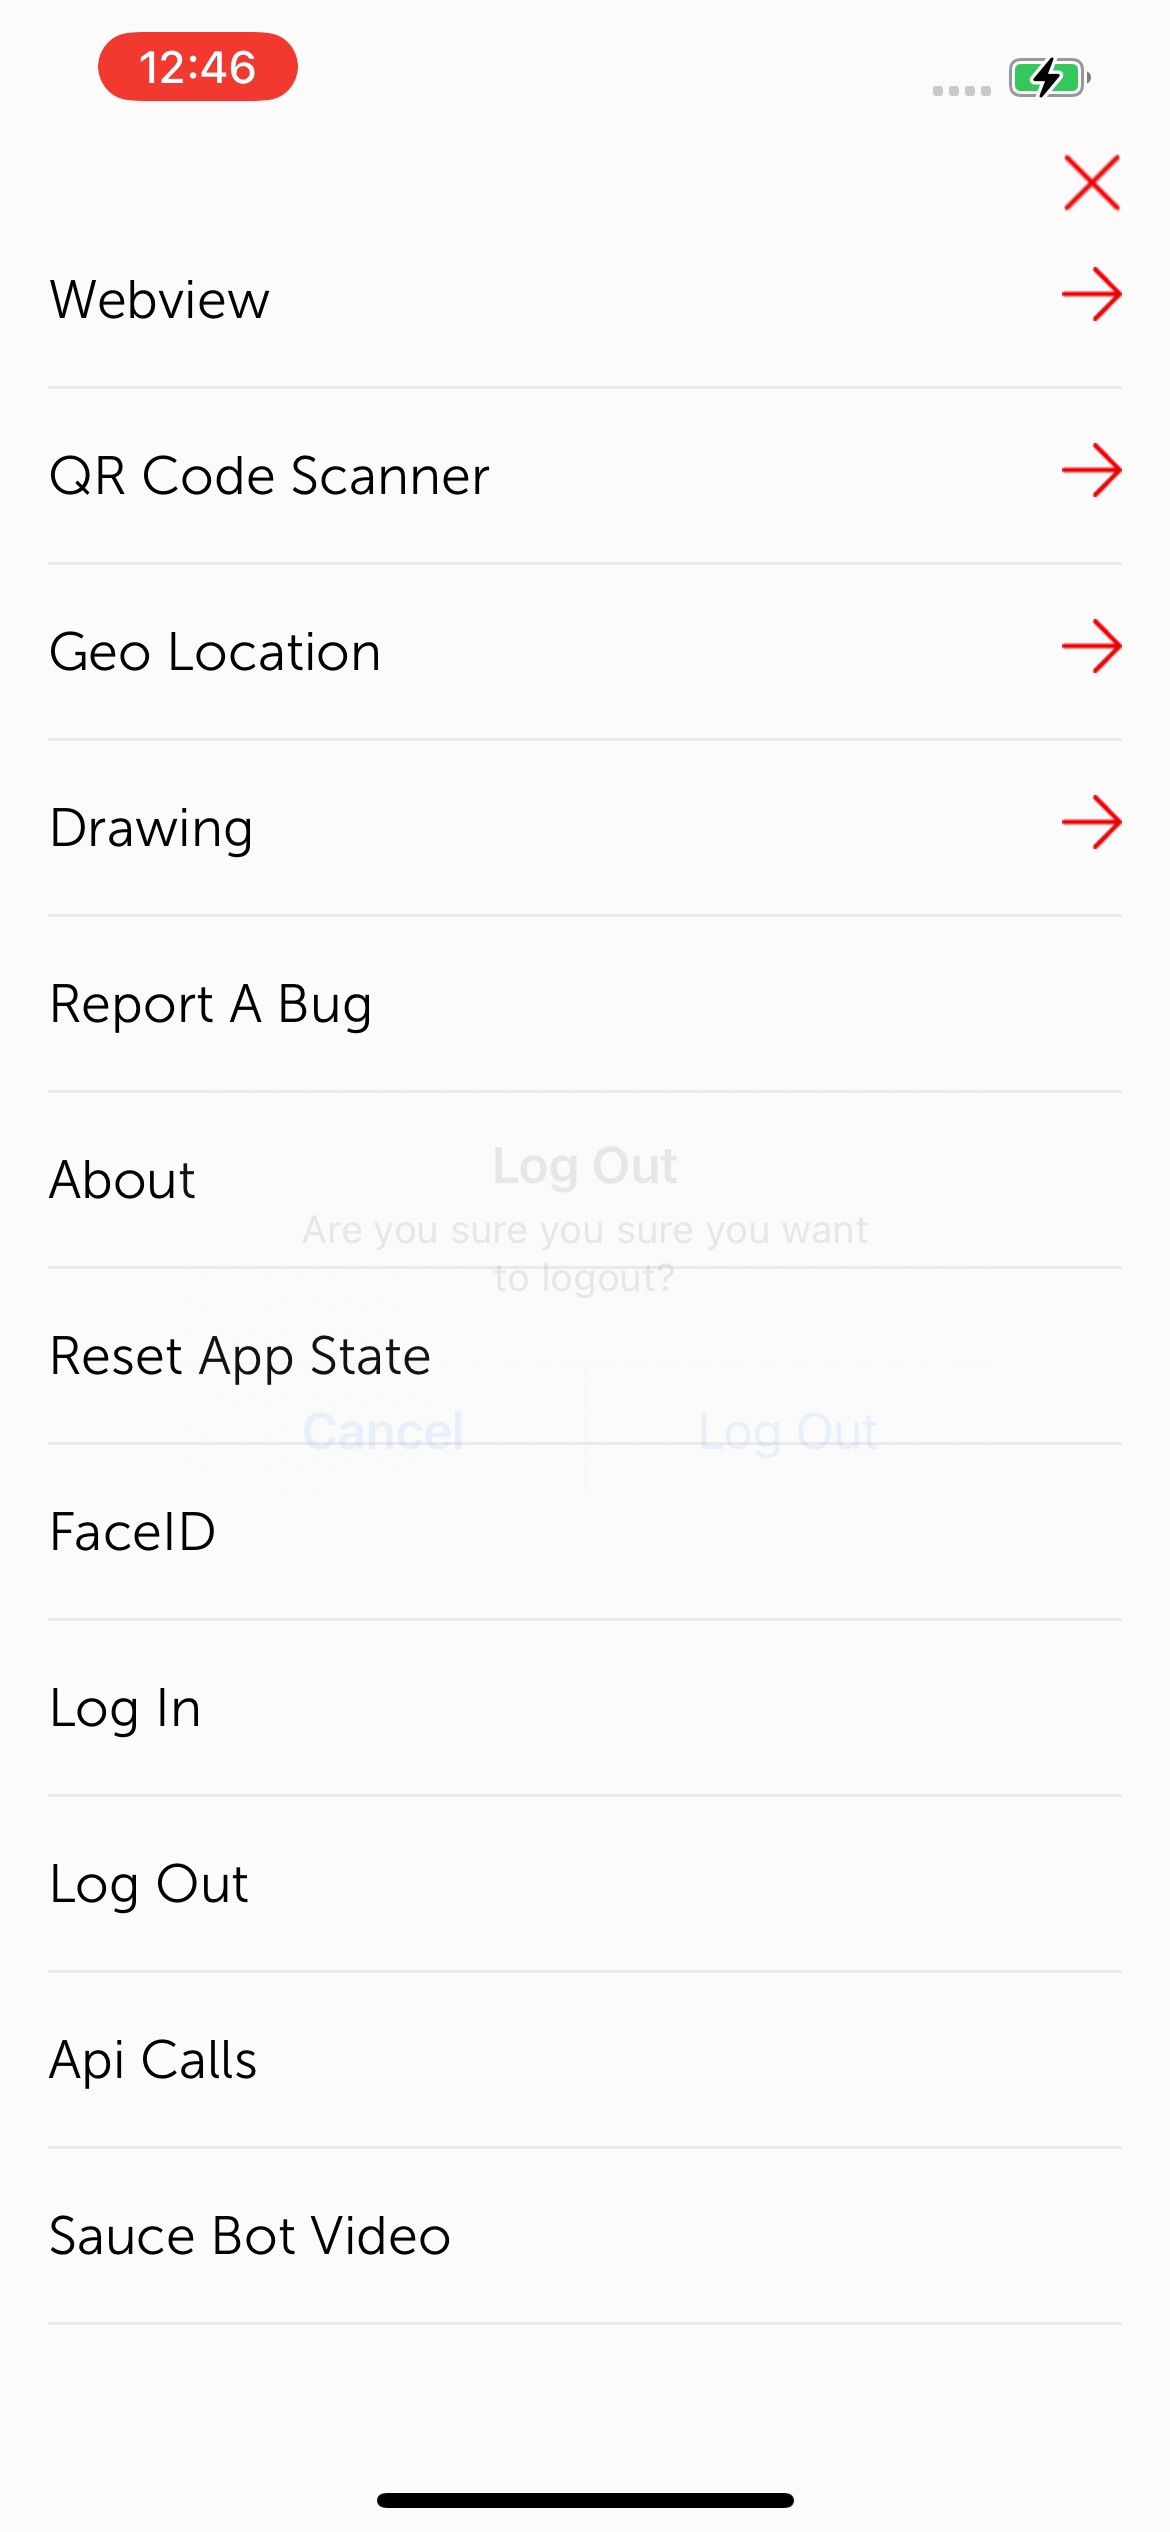 12:46
Webview
QR Code Scanner
Geo Location
Drawing
Report A Bug
About
Log Out
Are you sure you sure you want
to logout?
Reset App State
Cancel
Log Out
FaceID
Log In
Log Out
Api Calls
Sauce Bot Video